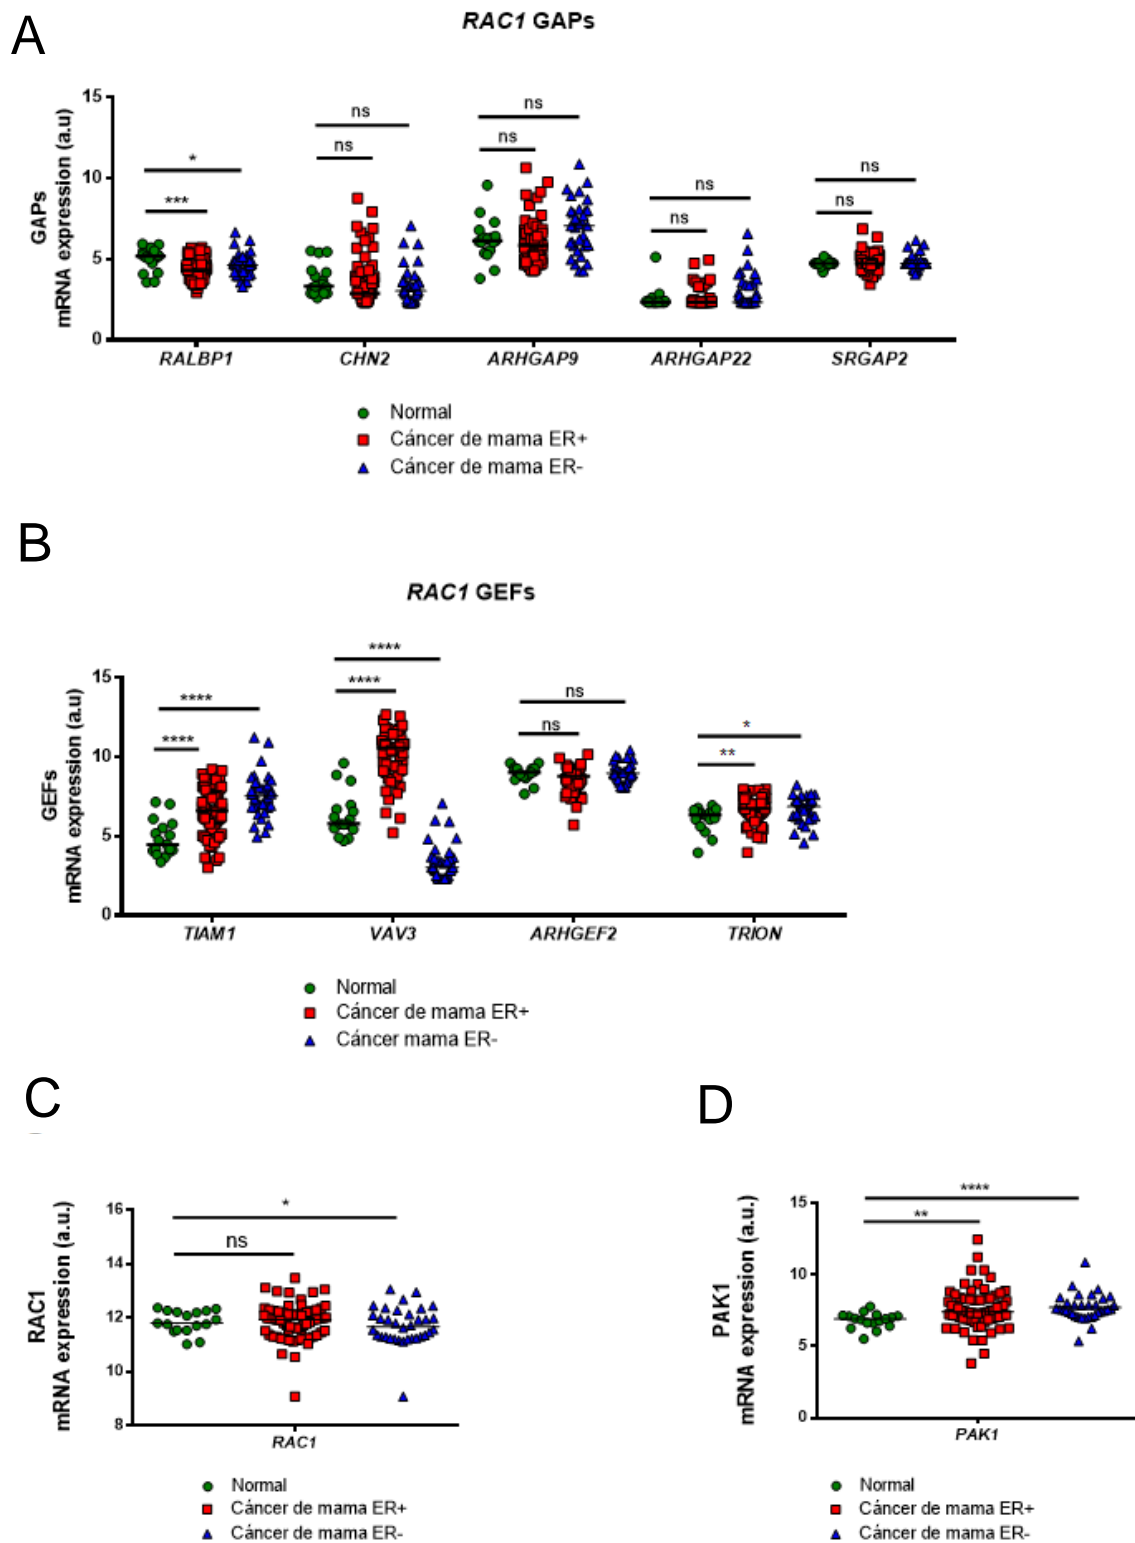 A
RAC1 GAPs
GAPs
mRNA expression (a.u)
15
10
5
0
*
***
ns
ns
ns
ns
ns
ns
ns
ns
RALBP1 CHN2 ARHGAP9 ARHGAP22 SRGAP2
Normal
Cáncer de mama ER+
Cáncer de mama ER-
B
RAC1 GEFs
GEFs
mRNA expression (a.u)
15
10
5
0
****
****
****
****
ns
ns
*
**
TIAM1 VAV3 ARHGEF2 TRION
Normal
Cáncer de mama ER+
Cáncer mama ER-
C
RAC1
mRNA expression (a.u.)
16
14
12
10
8
*
ns
RAC1
Normal
Cáncer de mama ER+
Cáncer de mama ER-
D
PAK1
mRNA expression (a.u.)
15
10
5
0
****
**
PAK1
Normal
Cáncer de mama ER+
Cáncer de mama ER-